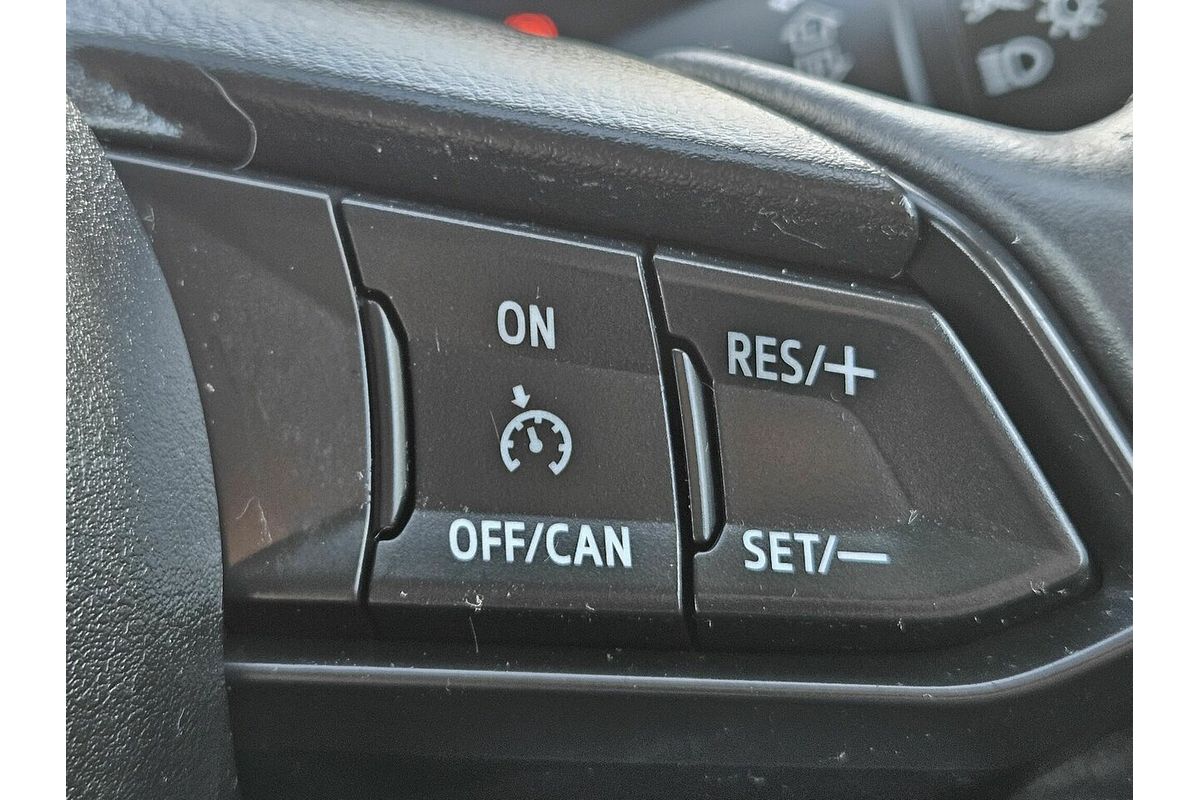 ON
RES/+
OFF/CAN
SET/—